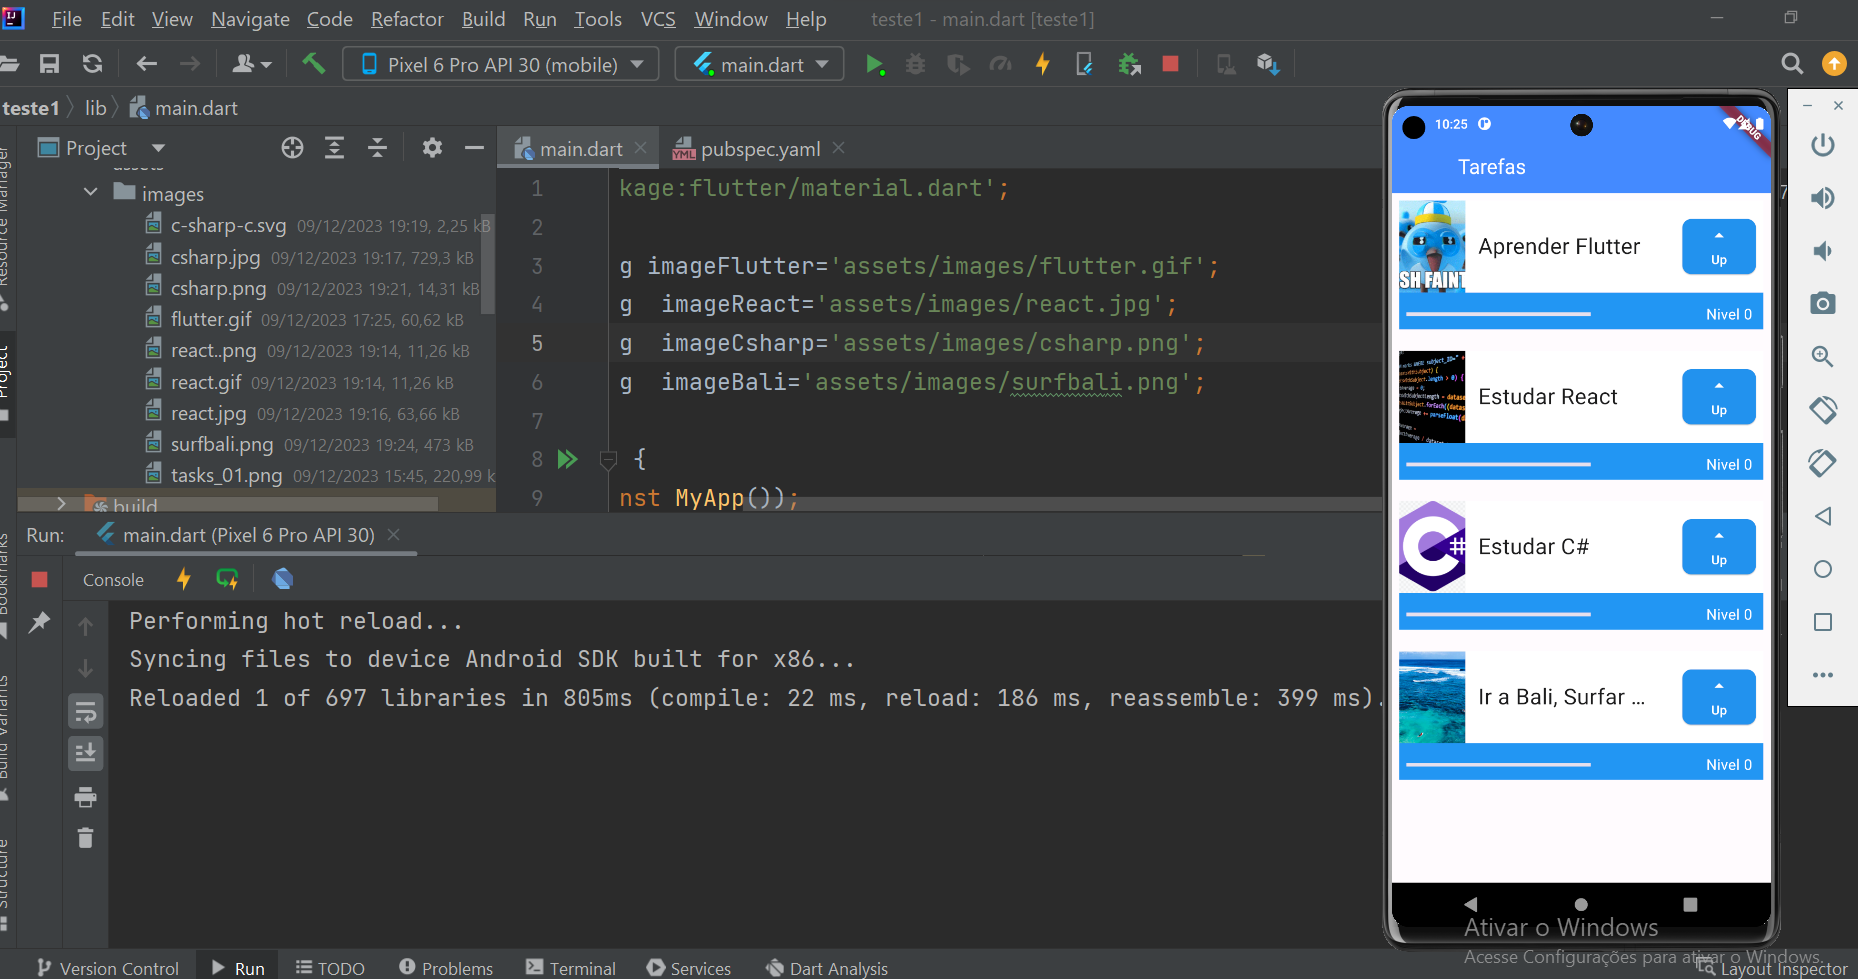 File Edit View Navigate Code Refactor Build Run Tools VCS Window Help teste1 - main.dart [teste1]
Pixel 6 Pro API 30 (mobile) main.dart
teste1 lib main.dart
Project main.dart pubspec.yaml
Resource Manager
Project
Bookmarks
Build Variants
Structure
assets
images
c-sharp-c.svg 09/12/2023 19:19, 2,25 kB
csharp.jpg 09/12/2023 19:17, 729,3 kB
csharp.png 09/12/2023 19:21, 14,31 kB
flutter.gif 09/12/2023 17:25, 60,62 kB
react..png 09/12/2023 19:14, 11,26 kB
react.gif 09/12/2023 19:14, 11,26 kB
react.jpg 09/12/2023 19:16, 63,66 kB
surfbali.png 09/12/2023 19:24, 473 kB
tasks_01.png 09/12/2023 15:45, 220,99 k
build
1 kage:flutter/material.dart';
2
3 g imageFlutter='assets/images/flutter.gif';
4 g  imageReact='assets/images/react.jpg';
5 g  imageCsharp='assets/images/csharp.png';
6 g  imageBali='assets/images/surfbali.png';
7
8 {
9 nst MyApp());
Run: main.dart (Pixel 6 Pro API 30)
Console
Performing hot reload...
Syncing files to device Android SDK built for x86...
Reloaded 1 of 697 libraries in 805ms (compile: 22 ms, reload: 186 ms, reassemble: 399 ms).
10:25
DEBUG
Tarefas
SH FAINT
Aprender Flutter
Up
Nivel 0
Estudar React
Up
Nivel 0
C#
Estudar C#
Up
Nivel 0
Ir a Bali, Surfar ...
Up
Nivel 0
Ativar o Windows
Acesse Configurações para ativar o Windows.
Version Control Run TODO Problems Terminal Services Dart Analysis Layout Inspector